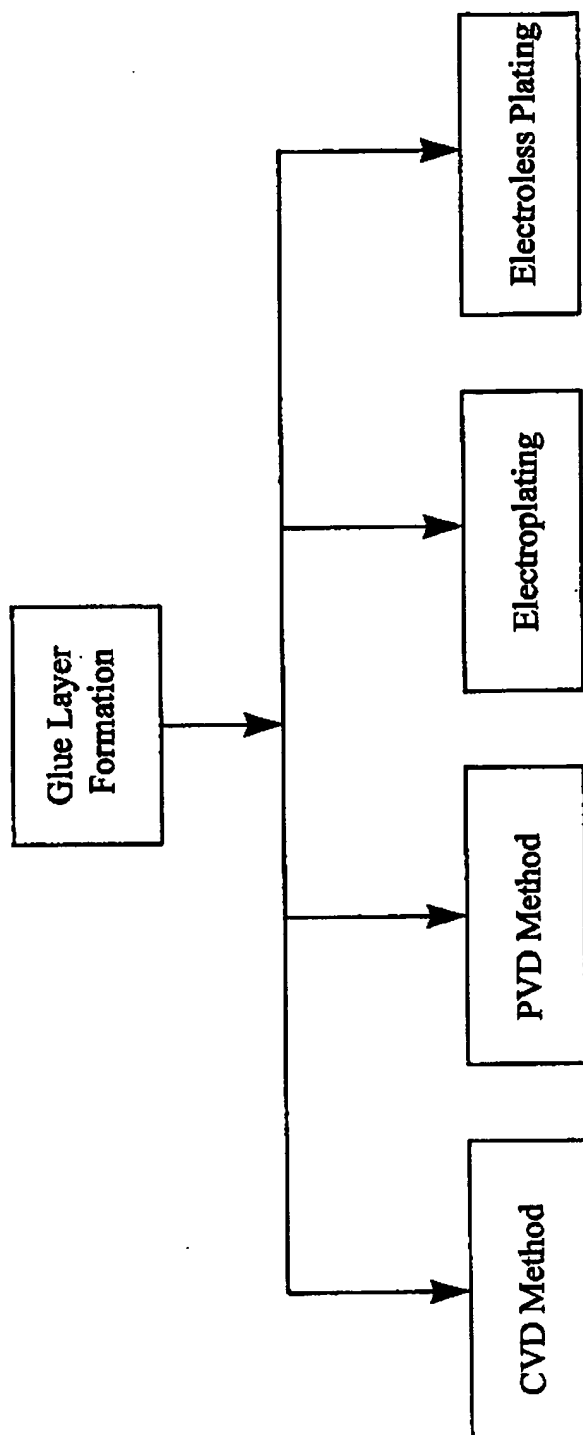 Glue Layer
Formation
CVD Method
PVD Method
Electroplating
Electroless Plating